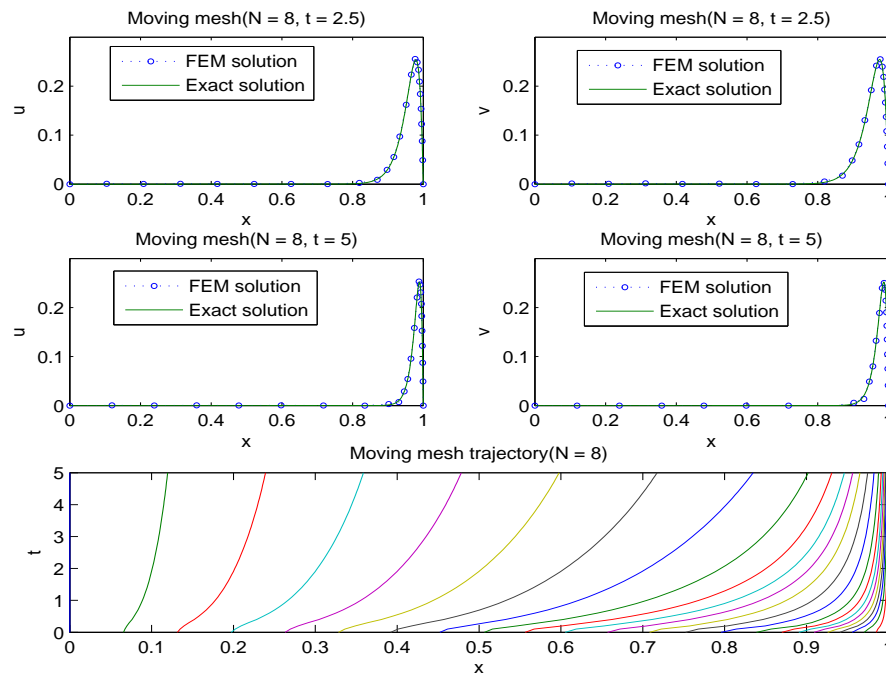 Moving mesh(N = 8, t = 2.5)
u
0.2
0.1
0
FEM solution
Exact solution
0 0.2 0.4 0.6 0.8 1
x
Moving mesh(N = 8, t = 2.5)
v
0.2
0.1
0
FEM solution
Exact solution
0 0.2 0.4 0.6 0.8 1
x
Moving mesh(N = 8, t = 5)
u
0.2
0.1
0
FEM solution
Exact solution
0 0.2 0.4 0.6 0.8 1
x
Moving mesh(N = 8, t = 5)
v
0.2
0.1
0
FEM solution
Exact solution
0 0.2 0.4 0.6 0.8 1
x
Moving mesh trajectory(N = 8)
t
5
4
3
2
1
0
0 0.1 0.2 0.3 0.4 0.5 0.6 0.7 0.8 0.9 1
x